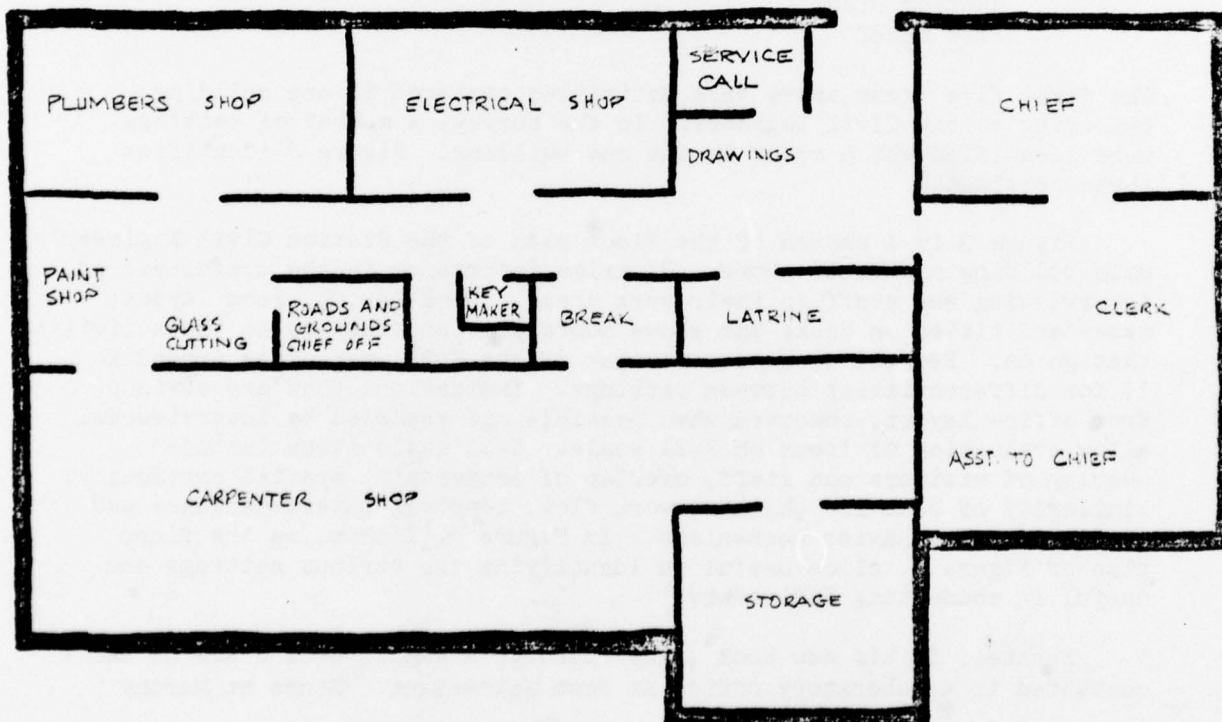 SERVICE
CALL
PLUMBERS SHOP
ELECTRICAL SHOP
CHIEF
DRAWINGS
PAINT
SHOP
GLASS
CUTTING
ROADS AND
GROUNDS
CHIEF OFF
KEY
MAKER
BREAK
LATRINE
CLERK
ASST. TO CHIEF
CARPENTER SHOP
STORAGE